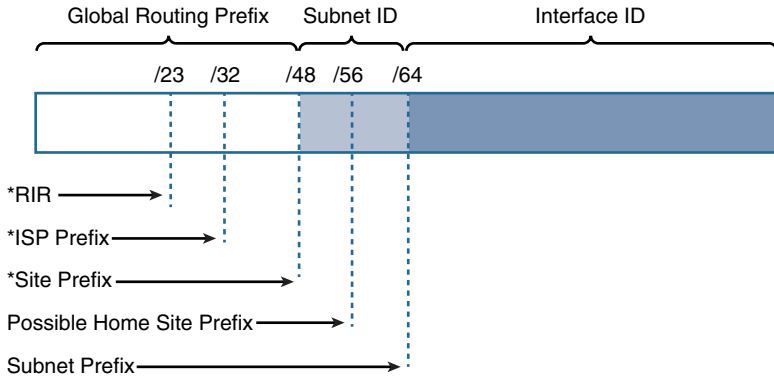 Global Routing Prefix Subnet ID Interface ID
/23 /32 /48 /56 /64
*RIR
*ISP Prefix
*Site Prefix
Possible Home Site Prefix
Subnet Prefix